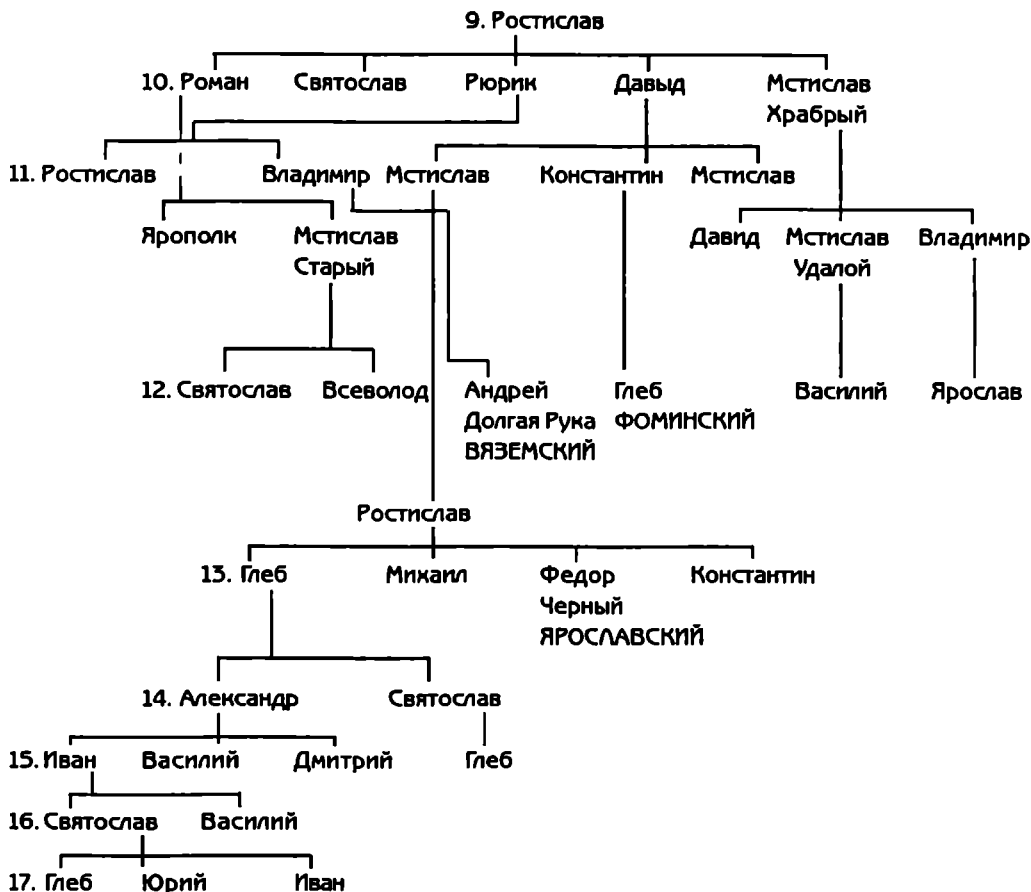 9. Ростислав
10. Роман Святослав Рюрик Давыд Мстислав
Храбрый
11. Ростислав Владимир Мстислав Константин Мстислав
Ярополк Мстислав Давид Мстислав Владимир
Старый Удалой
12. Святослав Всеволод Андрей Глеб Василий Ярослав
Долгая Рука ФОМИНСКИЙ
ВЯЗЕМСКИЙ
Ростислав
13. Глеб Михаил Федор Константин
Черный
ЯРОСЛАВСКИЙ
14. Александр Святослав
15. Иван Василий Дмитрий Глеб
16. Святослав Василий
17. Глеб Юрий Иван